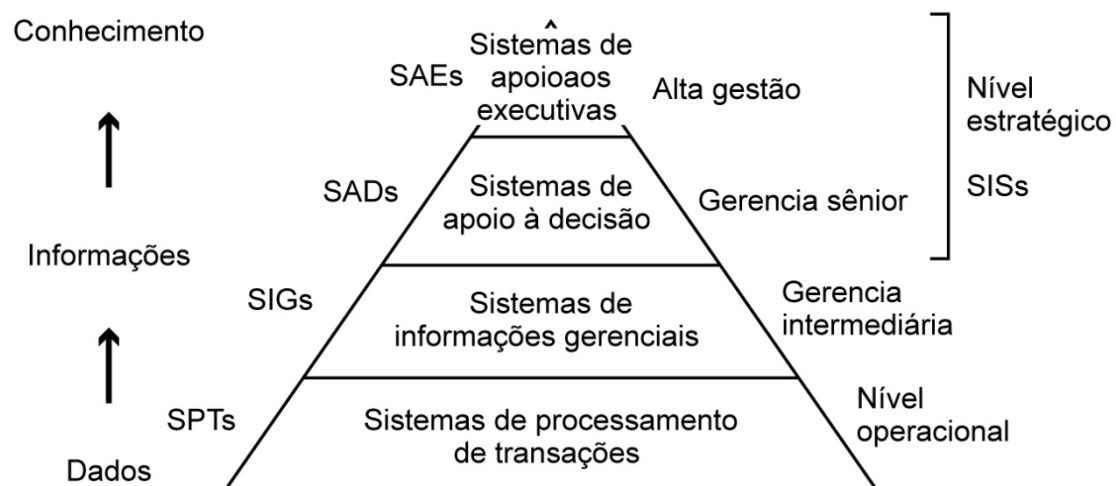 Conhecimento
SAEs
Sistemas de
apoioaos
executivas
Alta gestão
Nível
estratégico
SADs
Sistemas de
apoio à decisão
Gerencia sênior
SISs
Informações
SIGs
Sistemas de
informações gerenciais
Gerencia
intermediária
SPTs
Sistemas de processamento
de transações
Nível
operacional
Dados